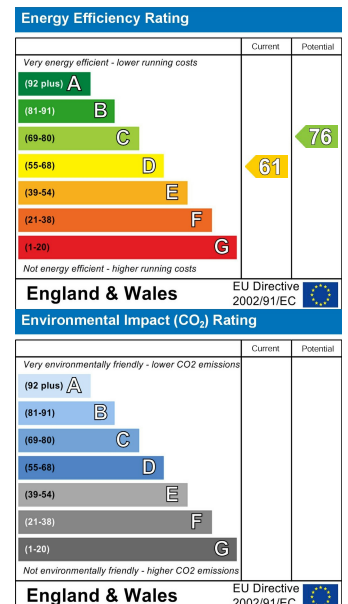 Energy Efficiency Rating
Current Potential
Very energy efficient - lower running costs
(92 plus) A
(81-91) B
(69-80) C 76
(55-68) D 61
(39-54) E
(21-38) F
(1-20) G
Not energy efficient - higher running costs
England & Wales EU Directive 2002/91/EC
Environmental Impact (CO₂) Rating
Current Potential
Very environmentally friendly - lower CO2 emissions
(92 plus) A
(81-91) B
(69-80) C
(55-68) D
(39-54) E
(21-38) F
(1-20) G
Not environmentally friendly - higher CO2 emissions
England & Wales EU Directive 2002/91/EC